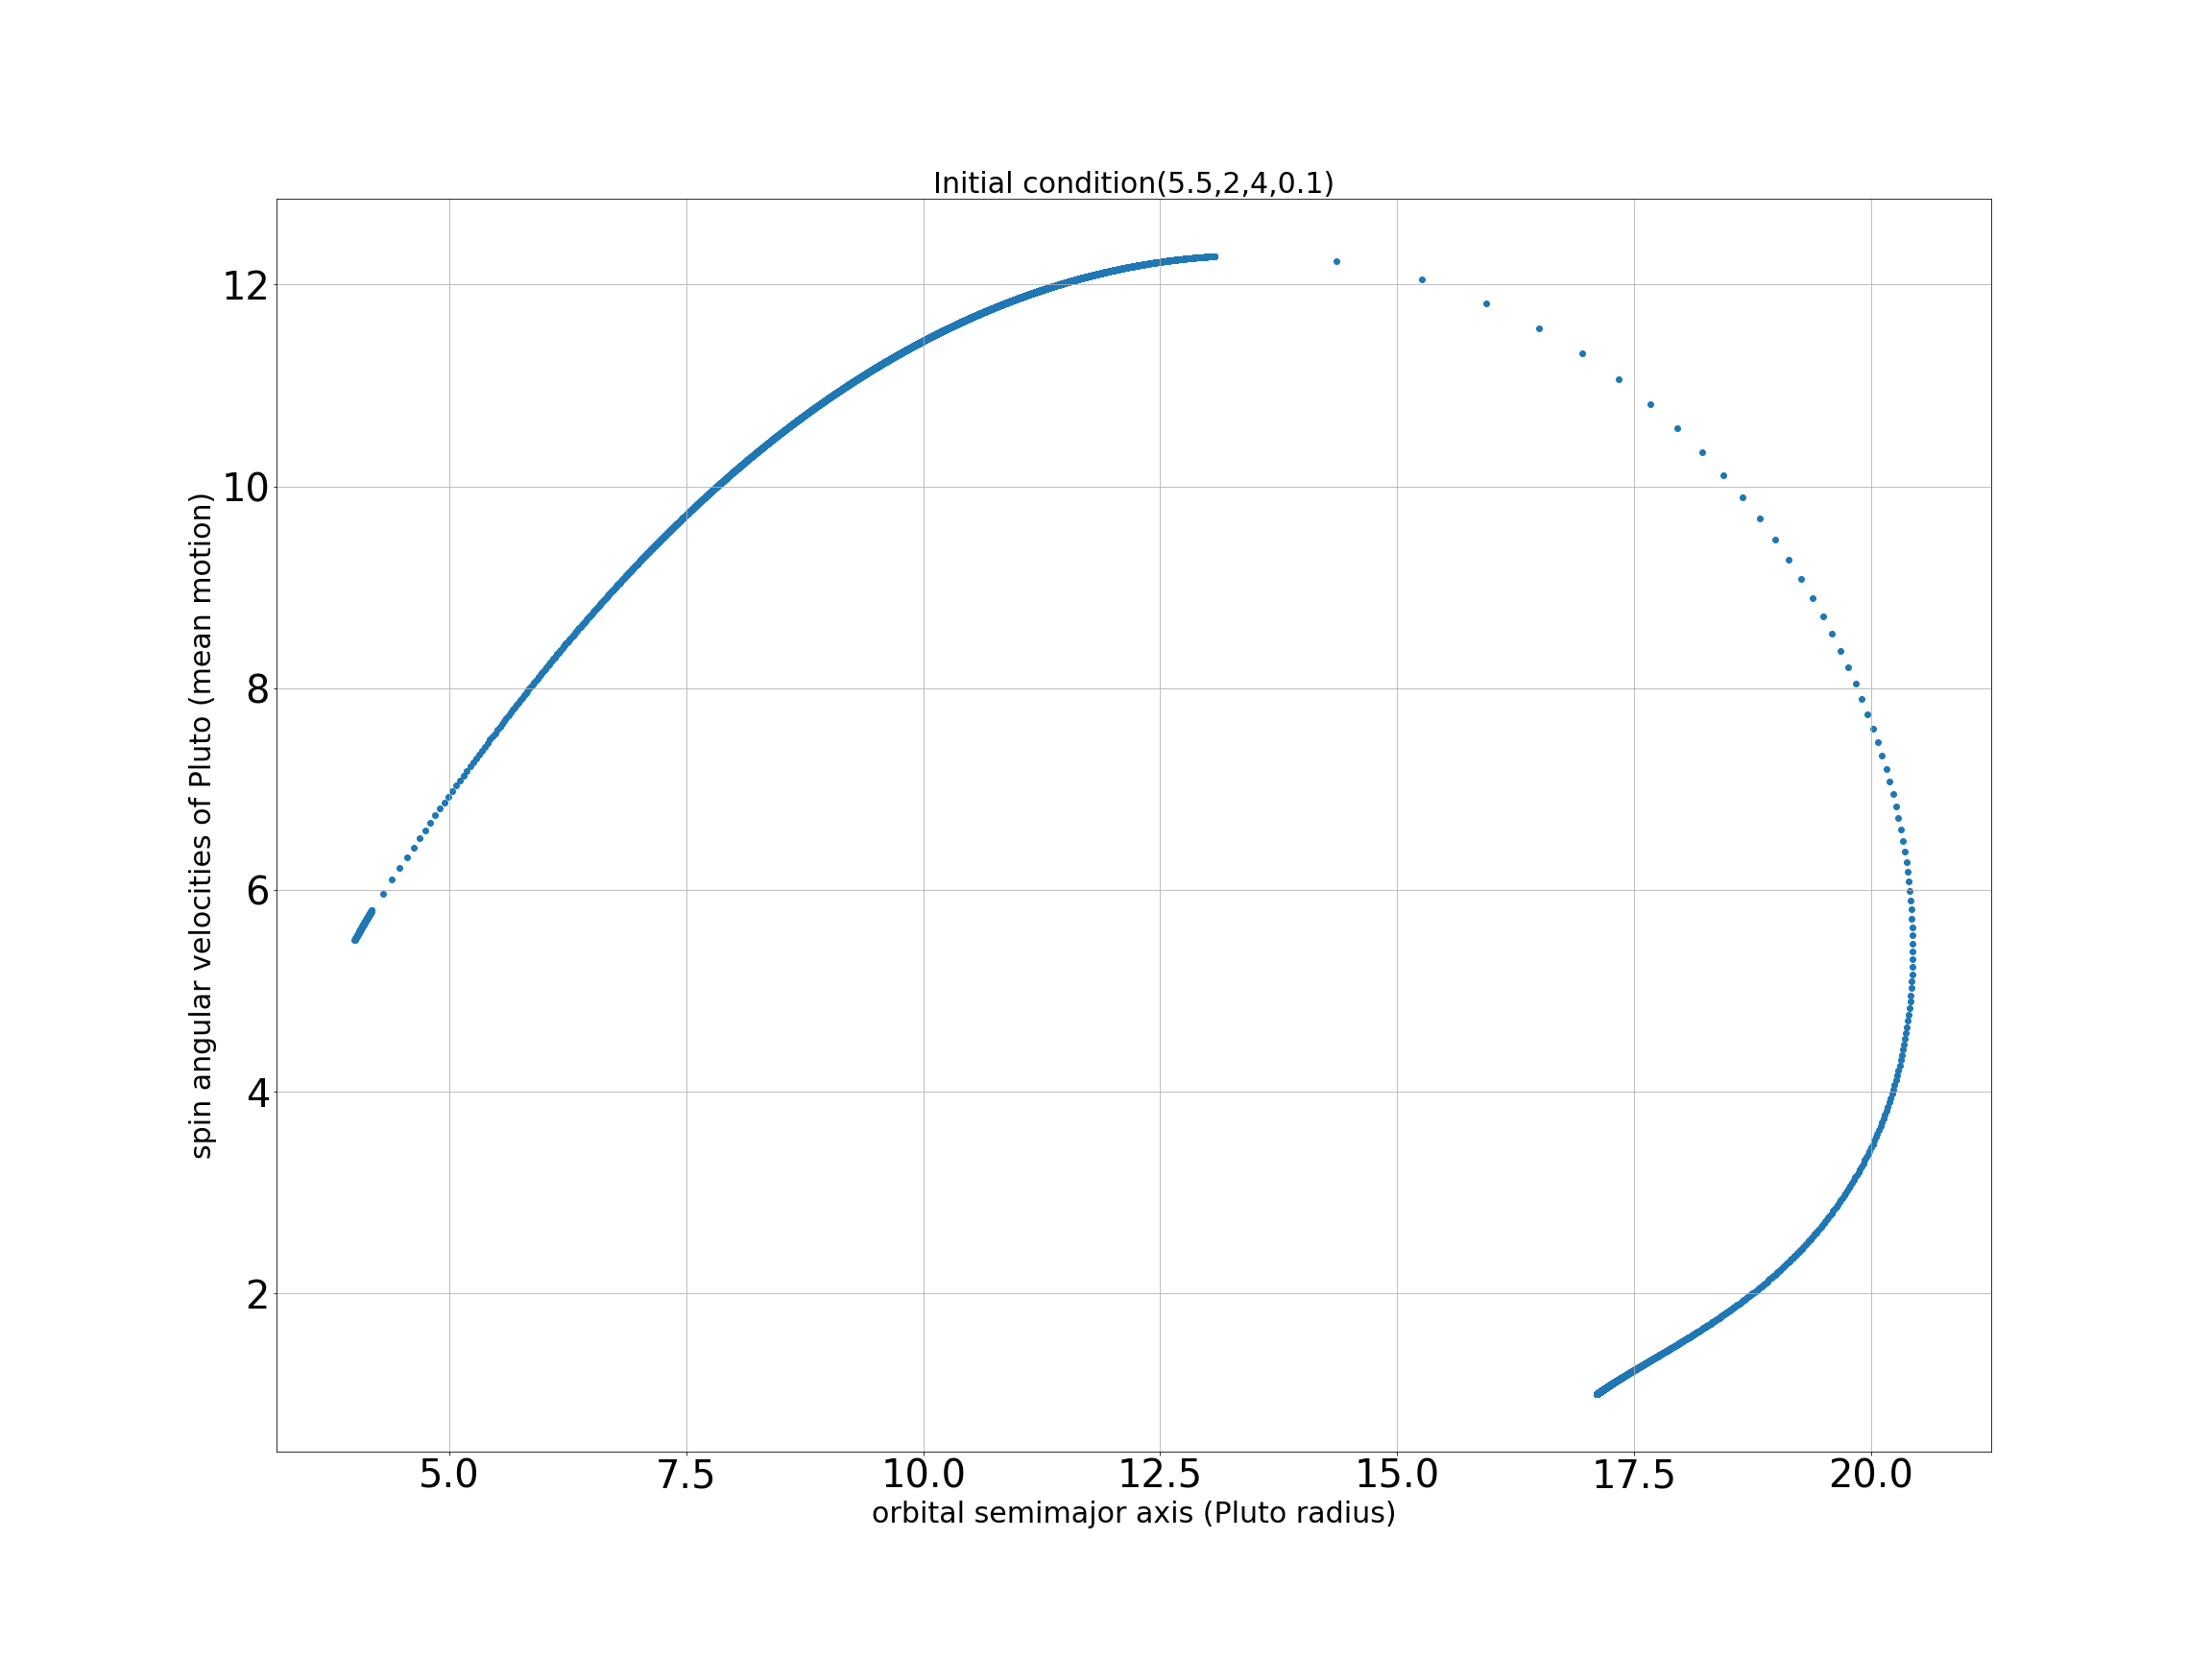 Initial condition(5.5,2,4,0.1)
spin angular velocities of Pluto (mean motion)
12
10
8
6
4
2
5.0 7.5 10.0 12.5 15.0 17.5 20.0
orbital semimajor axis (Pluto radius)